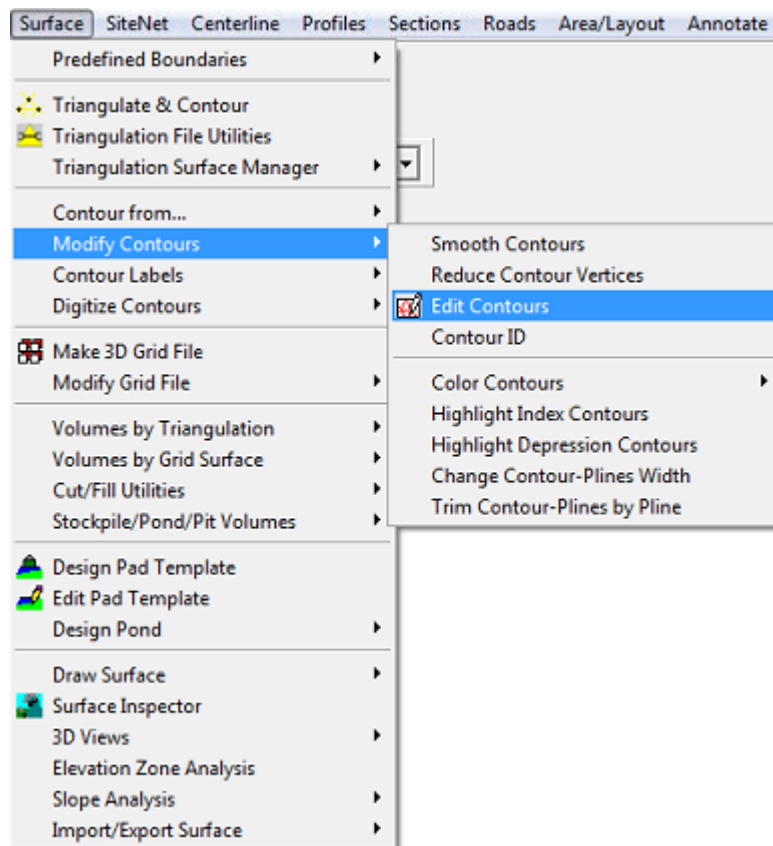 Surface SiteNet Centerline Profiles Sections Roads Area/Layout Annotate
Predefined Boundaries
Triangulate & Contour
Triangulation File Utilities
Triangulation Surface Manager
Contour from...
Modify Contours
Contour Labels
Digitize Contours
Make 3D Grid File
Modify Grid File
Volumes by Triangulation
Volumes by Grid Surface
Cut/Fill Utilities
Stockpile/Pond/Pit Volumes
Design Pad Template
Edit Pad Template
Design Pond
Draw Surface
Surface Inspector
3D Views
Elevation Zone Analysis
Slope Analysis
Import/Export Surface
Smooth Contours
Reduce Contour Vertices
Edit Contours
Contour ID
Color Contours
Highlight Index Contours
Highlight Depression Contours
Change Contour-Plines Width
Trim Contour-Plines by Pline